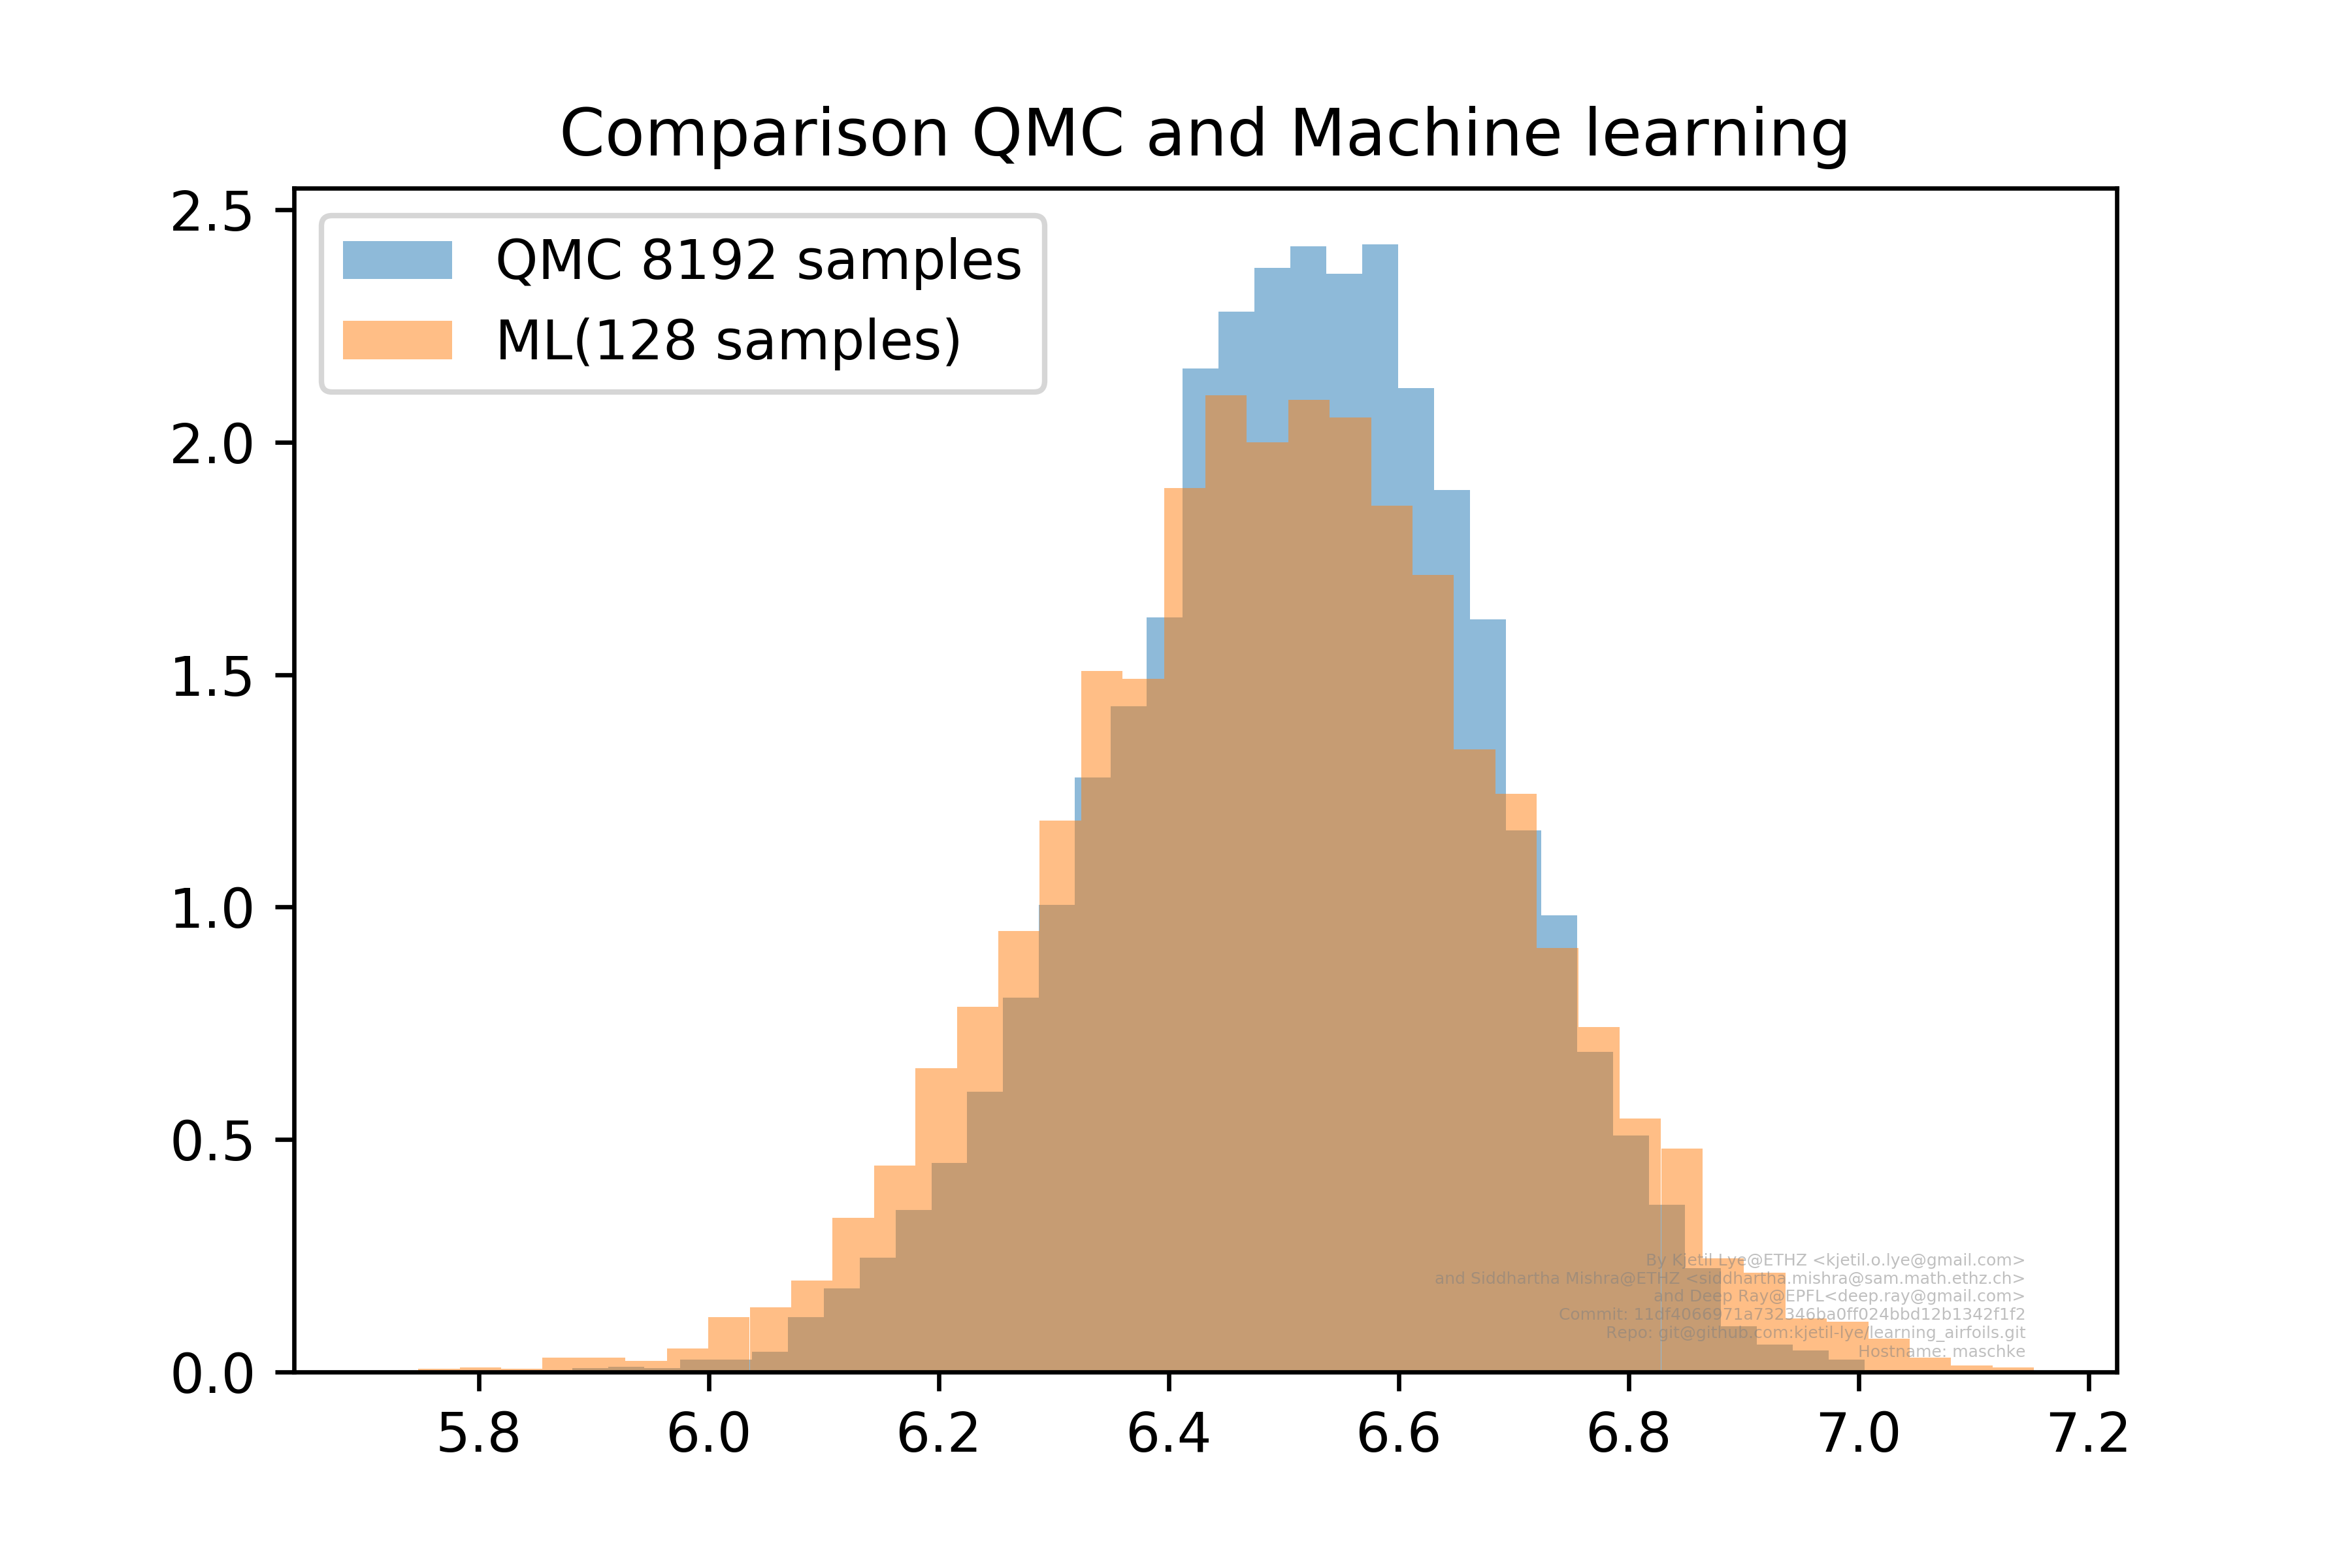 Comparison QMC and Machine learning
2.5
2.0
1.5
1.0
0.5
0.0
QMC 8192 samples
ML(128 samples)
By Kjetil Lye@ETHZ <kjetil.o.lye@gmail.com>
and Siddhartha Mishra@ETHZ <siddhartha.mishra@sam.math.ethz.ch>
and Deep Ray@EPFL<deep.ray@gmail.com>
Commit: 11df4066971a732346ba0ff024bbd12b1342f1f2
Repo: git@github.com:kjetil-lye/learning_airfoils.git
Hostname: maschke
5.8 6.0 6.2 6.4 6.6 6.8 7.0 7.2